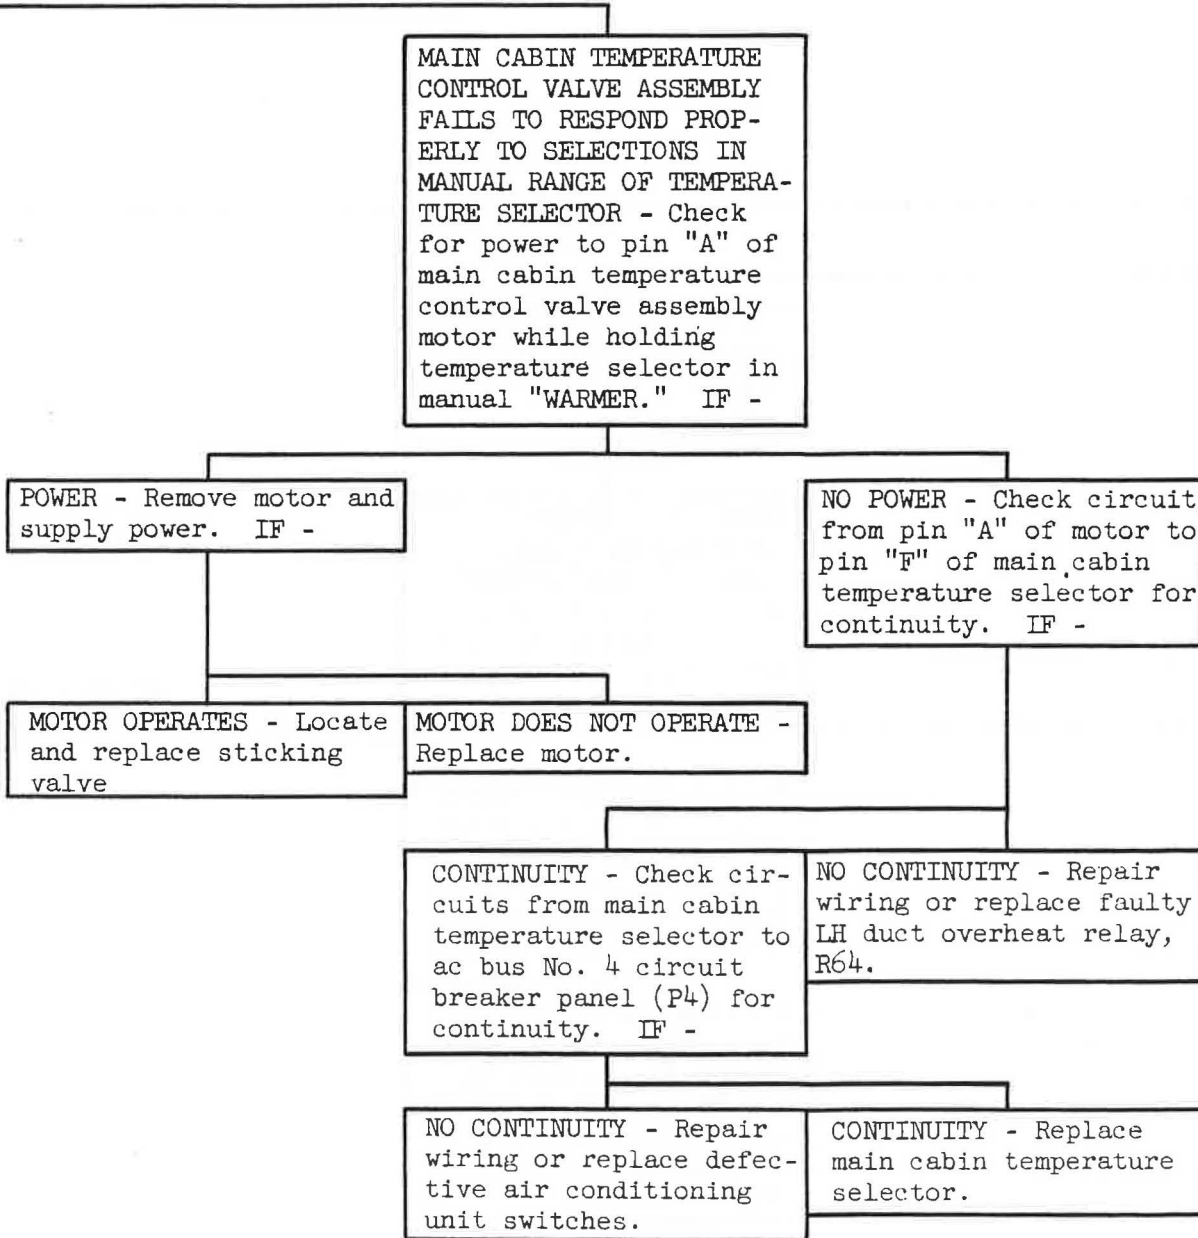 MAIN CABIN TEMPERATURE
CONTROL VALVE ASSEMBLY
FAILS TO RESPOND PROP-
ERLY TO SELECTIONS IN
MANUAL RANGE OF TEMPERA-
TURE SELECTOR - Check
for power to pin "A" of
main cabin temperature
control valve assembly
motor while holding
temperature selector in
manual "WARMER." IF -
POWER - Remove motor and
supply power. IF -
NO POWER - Check circuit
from pin "A" of motor to
pin "F" of main cabin
temperature selector for
continuity. IF -
MOTOR OPERATES - Locate
and replace sticking
valve
MOTOR DOES NOT OPERATE -
Replace motor.
CONTINUITY - Check cir-
cuits from main cabin
temperature selector to
ac bus No. 4 circuit
breaker panel (P4) for
continuity. IF -
NO CONTINUITY - Repair
wiring or replace faulty
LH duct overheat relay,
R64.
NO CONTINUITY - Repair
wiring or replace defec-
tive air conditioning
unit switches.
CONTINUITY - Replace
main cabin temperature
selector.